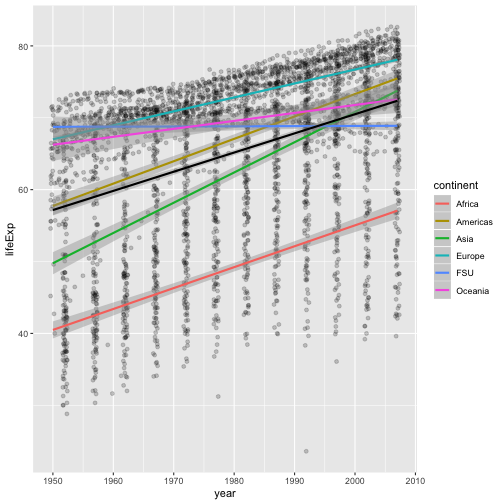 80
60
40
lifeExp
1950 1960 1970 1980 1990 2000 2010
year
continent
Africa
Americas
Asia
Europe
FSU
Oceania